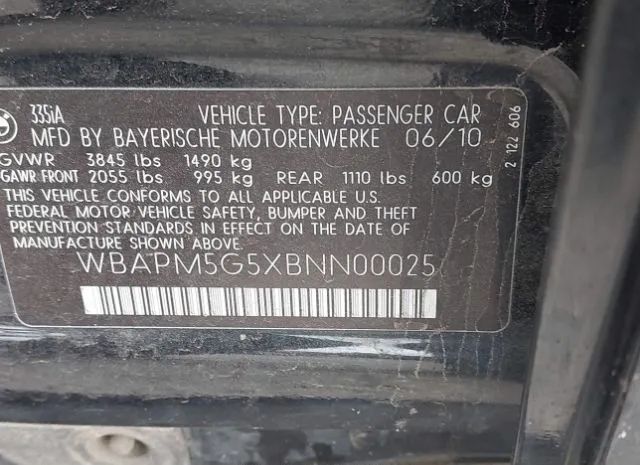 335iA VEHICLE TYPE: PASSENGER CAR
MFD BY BAYERISCHE MOTORENWERKE 06/10
GVWR 3845 lbs 1490 kg
GAWR FRONT 2055 lbs 995 kg REAR 1110 lbs 600 kg
THIS VEHICLE CONFORMS TO ALL APPLICABLE U.S.
FEDERAL MOTOR VEHICLE SAFETY, BUMPER AND THEFT
PREVENTION STANDARDS IN EFFECT ON THE DATE
OF MANUFACTURE SHOWN ABOVE.
WBAPM5G5XBNN00025
2 122 606